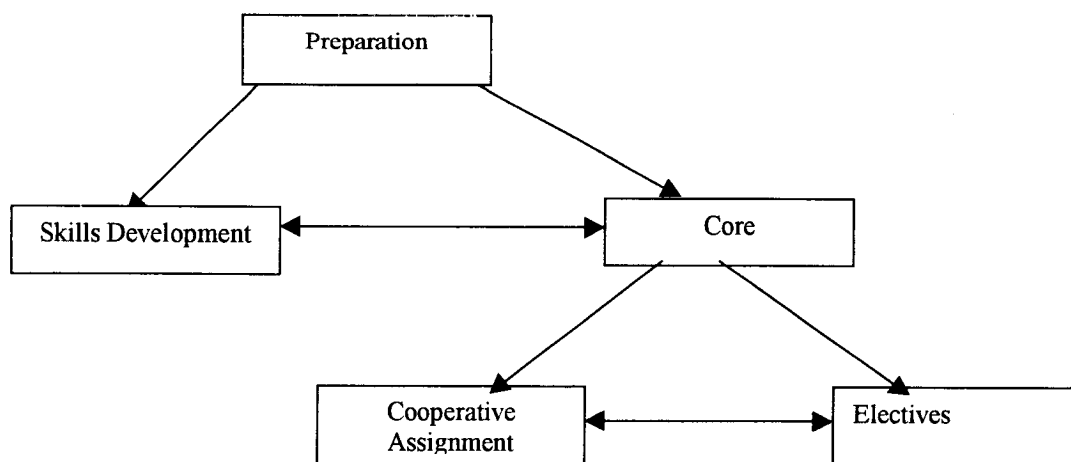 Preparation
Skills Development
Core
Cooperative
Assignment
Electives